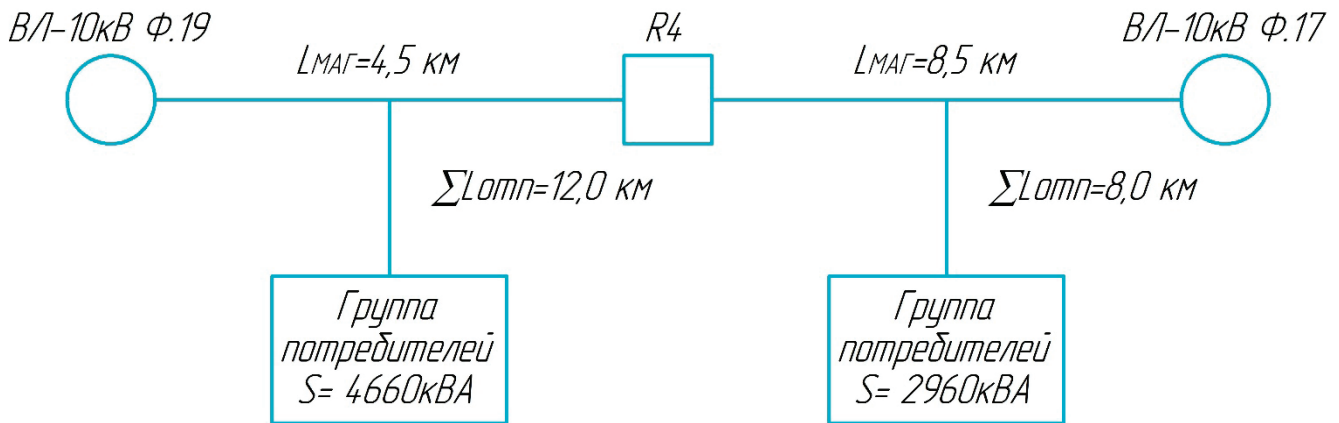 ВЛ-10кВ Ф.19
LМАГ=4,5 км
R4
LМАГ=8,5 км
ВЛ-10кВ Ф.17
∑Lотп=12,0 км
∑Lотп=8,0 км
Группа
потребителей
S= 4660кВА
Группа
потребителей
S= 2960кВА